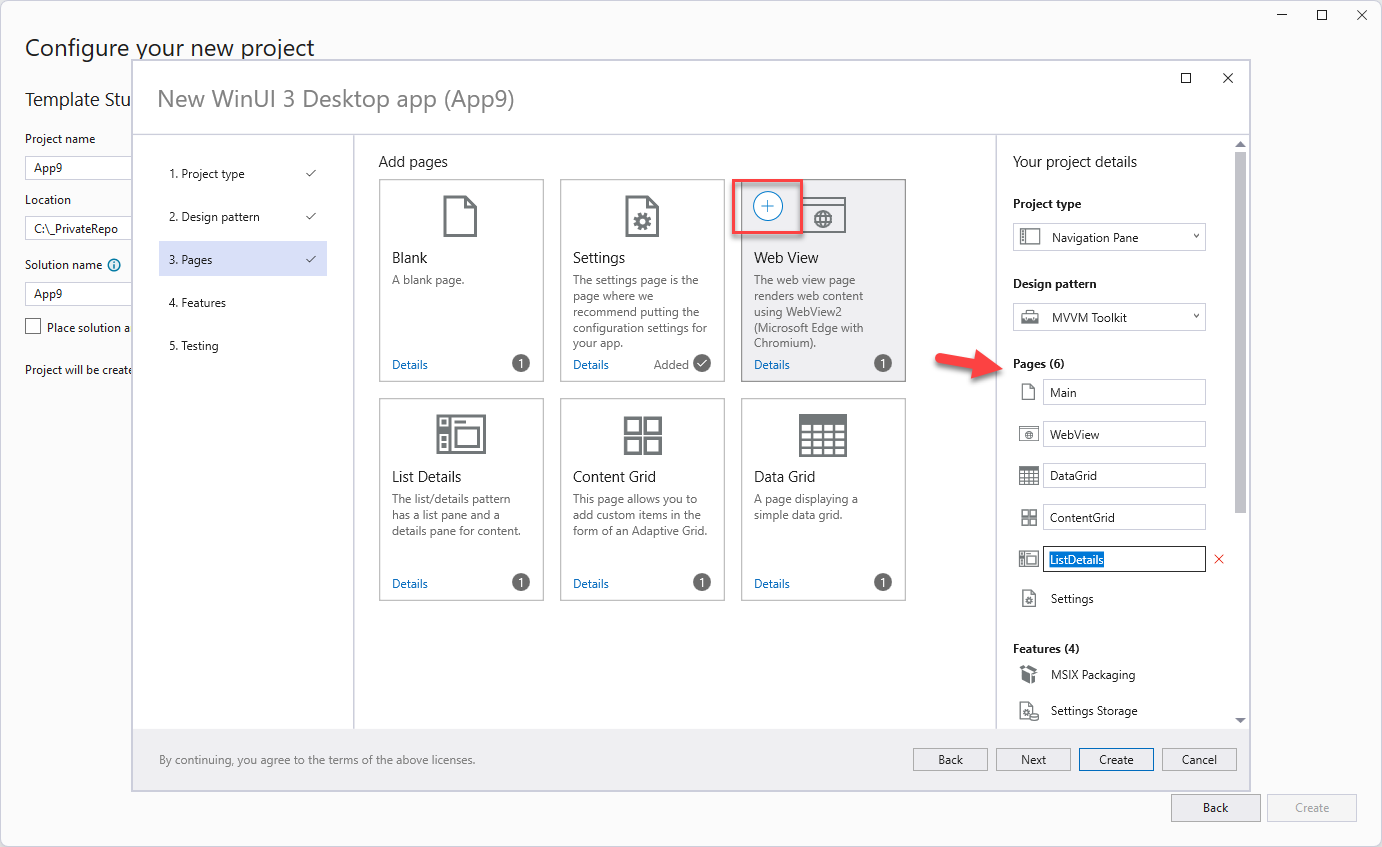 Configure your new project
Template Stu
Project name
App9
Location
C:\_PrivateRepo
Solution name
App9
Place solution a
Project will be create
New WinUI 3 Desktop app (App9)
1. Project type
2. Design pattern
3. Pages
4. Features
5. Testing
Add pages
Blank
A blank page.
Details
1
Settings
The settings page is the
page where we
recommend putting the
configuration settings for
your app.
Details
Added
Web View
The web view page
renders web content
using WebView2
(Microsoft Edge with
Chromium).
Details
1
List Details
The list/details pattern
has a list pane and a
details pane for content.
Details
1
Content Grid
This page allows you to
add custom items in the
form of an Adaptive Grid.
Details
1
Data Grid
A page displaying a
simple data grid.
Details
1
Your project details
Project type
Navigation Pane
Design pattern
MVVM Toolkit
Pages (6)
Main
WebView
DataGrid
ContentGrid
ListDetails
Settings
Features (4)
MSIX Packaging
Settings Storage
By continuing, you agree to the terms of the above licenses.
Back
Next
Create
Cancel
Back
Create